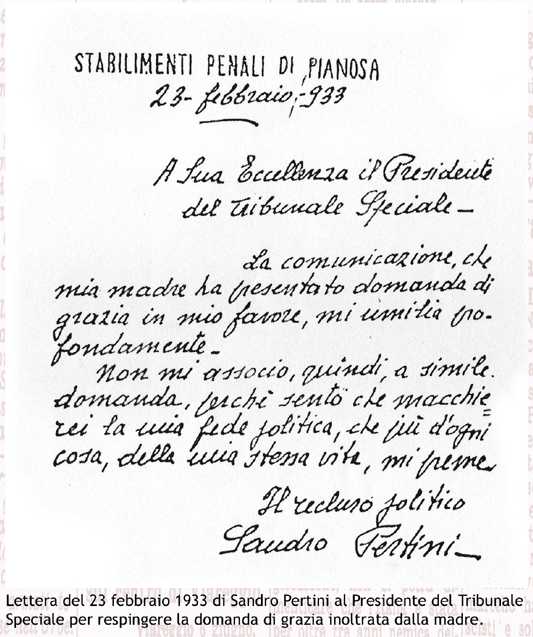 STABILIMENTI PENALI DI PIANOSA
23- febbraio,-933
A Sua Eccellenza il Presidente
del Tribunale Speciale-
La comunicazione, che
mia madre ha presentato domanda di
grazia in mio favore, mi umilia pro-
fondamente-
Non mi associo, quindi, a simile
domanda, perché sento che macchie=
rei la mia fede politica, che più d'ogni
cosa, della mia stessa vita, mi preme.
Il recluso politico
Sandro Pertini-
Lettera del 23 febbraio 1933 di Sandro Pertini al Presidente del Tribunale
Speciale per respingere la domanda di grazia inoltrata dalla madre.